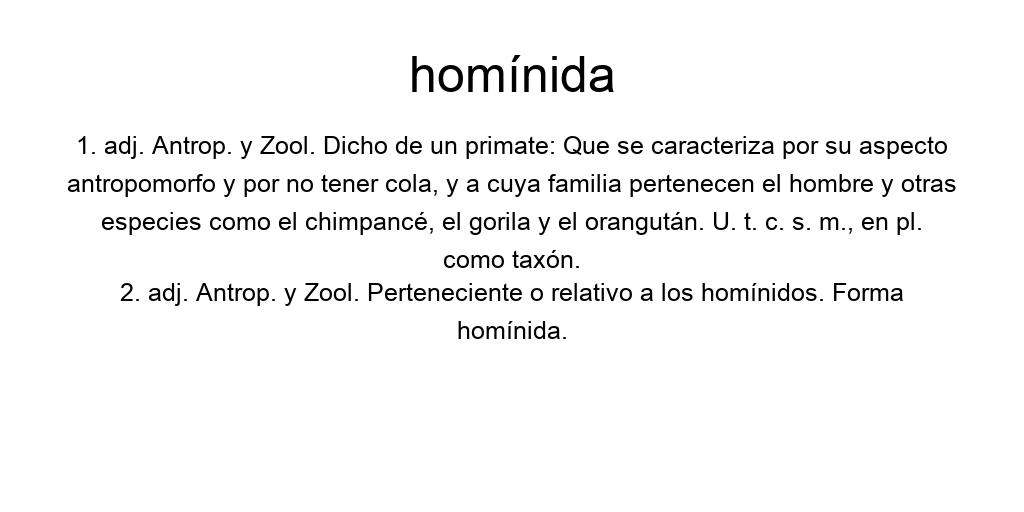 homínida
1. adj. Antrop. y Zool. Dicho de un primate: Que se caracteriza por su aspecto
antropomorfo y por no tener cola, y a cuya familia pertenecen el hombre y otras
especies como el chimpancé, el gorila y el orangután. U. t. c. s. m., en pl.
como taxón.
2. adj. Antrop. y Zool. Perteneciente o relativo a los homínidos. Forma
homínida.